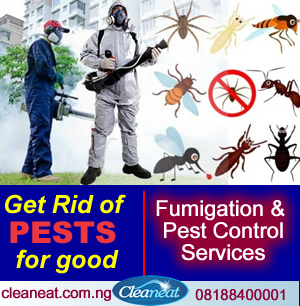 Get Rid of
PESTS
for good
Fumigation &
Pest Control
Services
cleaneat.com.ng
Cleaneat
08188400001